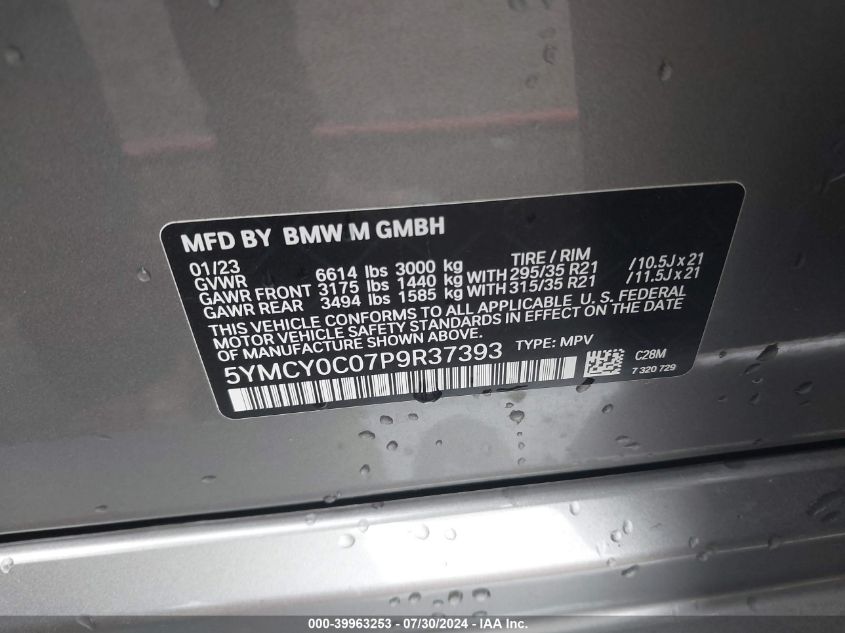 MFD BY BMW M GMBH
01/23 TIRE / RIM
GVWR 6614 lbs 3000 kg
GAWR FRONT 3175 lbs 1440 kg WITH 295/35 R21 /10.5J x 21
GAWR REAR 3494 lbs 1585 kg WITH 315/35 R21 /11.5J x 21
THIS VEHICLE CONFORMS TO ALL APPLICABLE U. S. FEDERAL
MOTOR VEHICLE SAFETY STANDARDS IN EFFECT ON THE DATE
OF MANUFACTURE SHOWN ABOVE.
5YMCY0C07P9R37393 TYPE: MPV
C28M
7 320 729
000-39963253 - 07/30/2024 - IAA Inc.